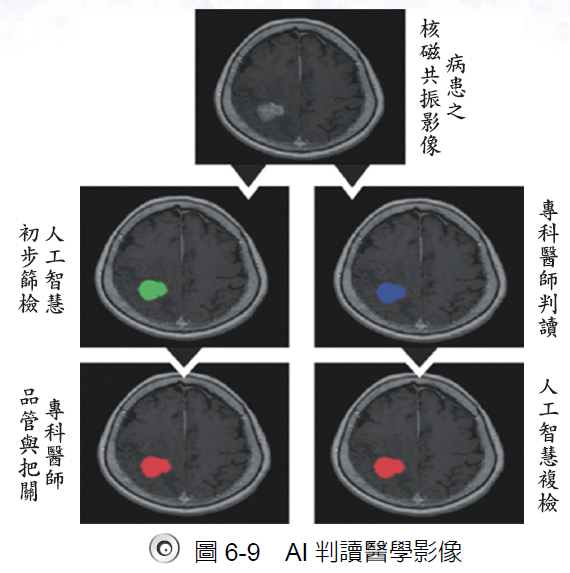 病患之
核磁共振影像
人工智慧
初步篩檢
專科醫師判讀
專科醫師
品管與把關
人工智慧複檢
圖 6-9 AI 判讀醫學影像